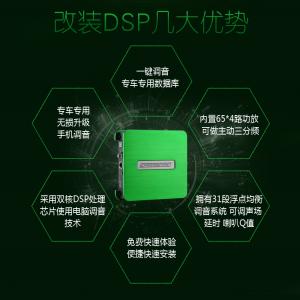 改装DSP几大优势
一键调音
专车专用数据库
专车专用
无损升级
手机调音
内置65*4路功放
可做主动三分频
采用双核DSP处理
芯片使用电脑调音
技术
拥有31段浮点均衡
调音系统 可调声场
延时 喇叭Q值
免费快速体验
便捷快速安装